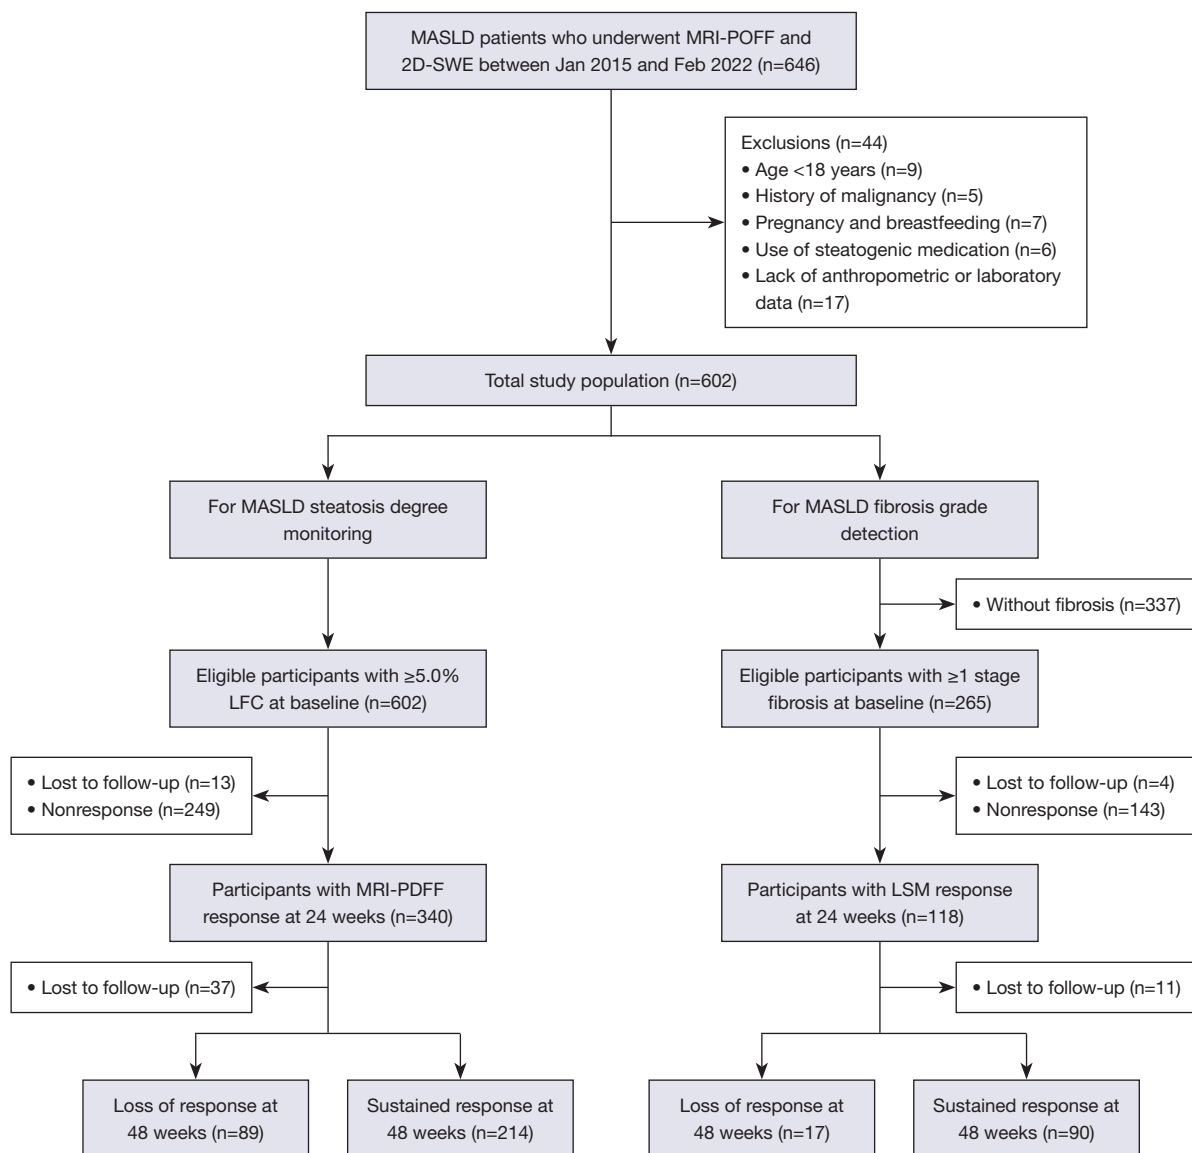 MASLD patients who underwent MRI-POFF and
2D-SWE between Jan 2015 and Feb 2022 (n=646)
Exclusions (n=44)
• Age <18 years (n=9)
• History of malignancy (n=5)
• Pregnancy and breastfeeding (n=7)
• Use of steatogenic medication (n=6)
• Lack of anthropometric or laboratory
data (n=17)
Total study population (n=602)
For MASLD steatosis degree
monitoring
For MASLD fibrosis grade
detection
• Without fibrosis (n=337)
Eligible participants with ≥5.0%
LFC at baseline (n=602)
Eligible participants with ≥1 stage
fibrosis at baseline (n=265)
• Lost to follow-up (n=13)
• Nonresponse (n=249)
• Lost to follow-up (n=4)
• Nonresponse (n=143)
Participants with MRI-PDFF
response at 24 weeks (n=340)
Participants with LSM response
at 24 weeks (n=118)
• Lost to follow-up (n=37)
• Lost to follow-up (n=11)
Loss of response at
48 weeks (n=89)
Sustained response at
48 weeks (n=214)
Loss of response at
48 weeks (n=17)
Sustained response at
48 weeks (n=90)